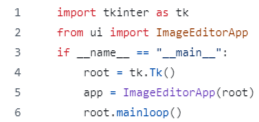 1 import tkinter as tk
2 from ui import ImageEditorApp
3 if __name__ == "__main__":
4     root = tk.Tk()
5     app = ImageEditorApp(root)
6     root.mainloop()